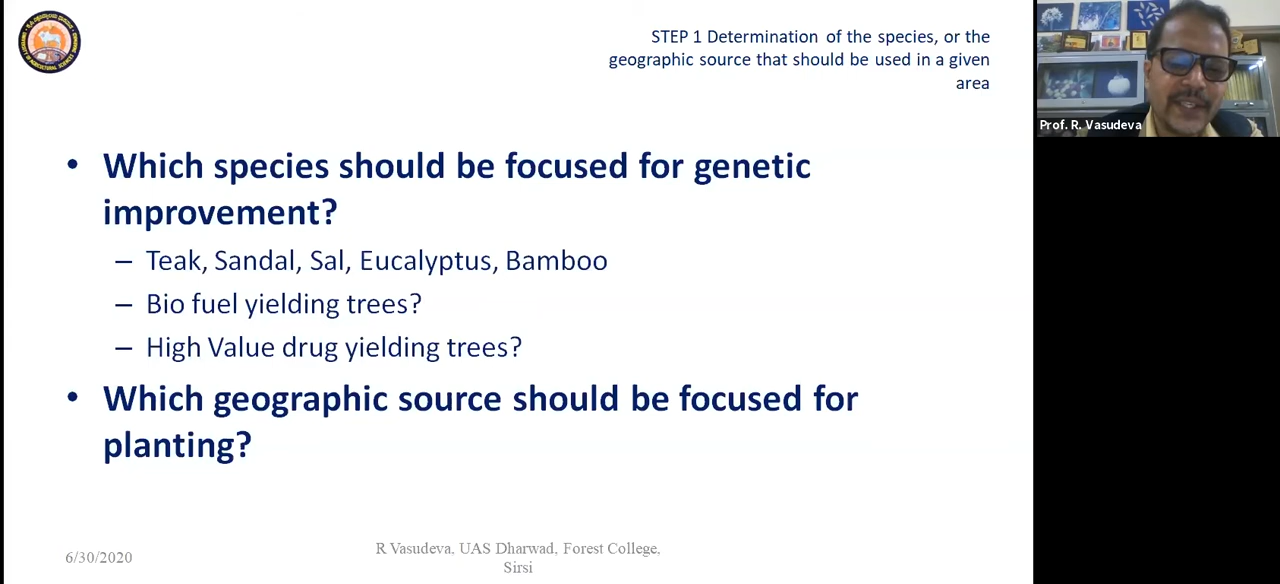 STEP 1 Determination of the species, or the
geographic source that should be used in a given
area
Prof. R. Vasudeva
• Which species should be focused for genetic
improvement?
– Teak, Sandal, Sal, Eucalyptus, Bamboo
– Bio fuel yielding trees?
– High Value drug yielding trees?
• Which geographic source should be focused for
planting?
6/30/2020
R Vasudeva, UAS Dharwad, Forest College,
Sirsi